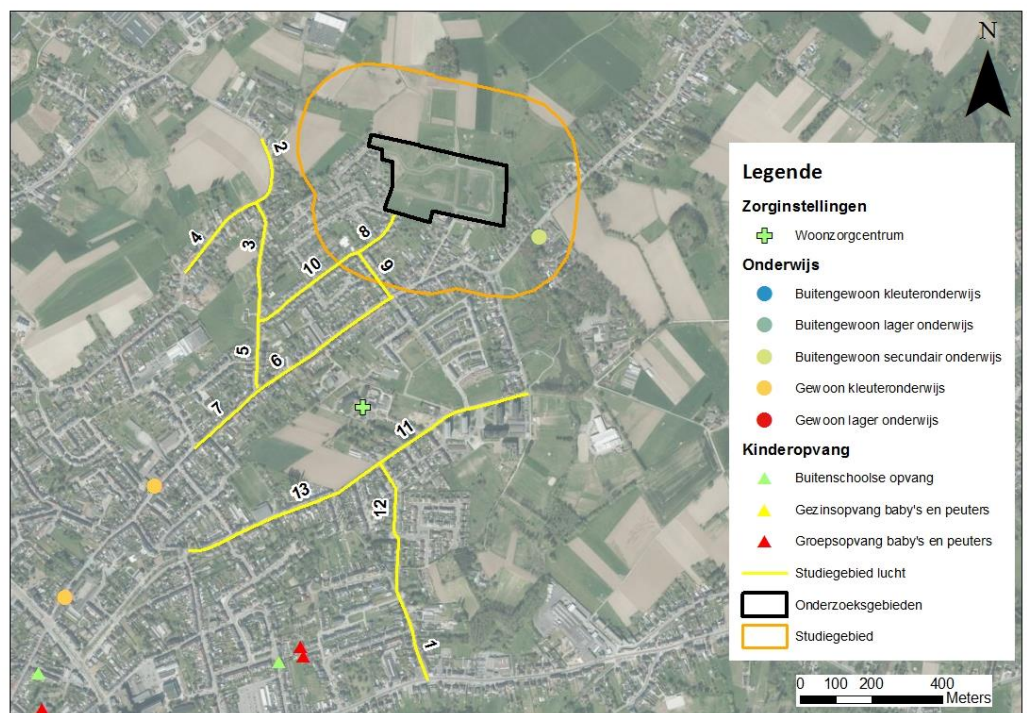 N
2
4
3
8
10
9
5
6
7
11
13
12
1
Legende
Zorginstellingen
Woonzorgcentrum
Onderwijs
Buitengewoon kleuteronderwijs
Buitengewoon lager onderwijs
Buitengewoon secundair onderwijs
Gewoon kleuteronderwijs
Gewoon lager onderwijs
Kinderopvang
Buitenschoolse opvang
Gezinsopvang baby's en peuters
Groepsopvang baby's en peuters
Studiegebied lucht
Onderzoeksgebieden
Studiegebied
0 100 200 400
Meters